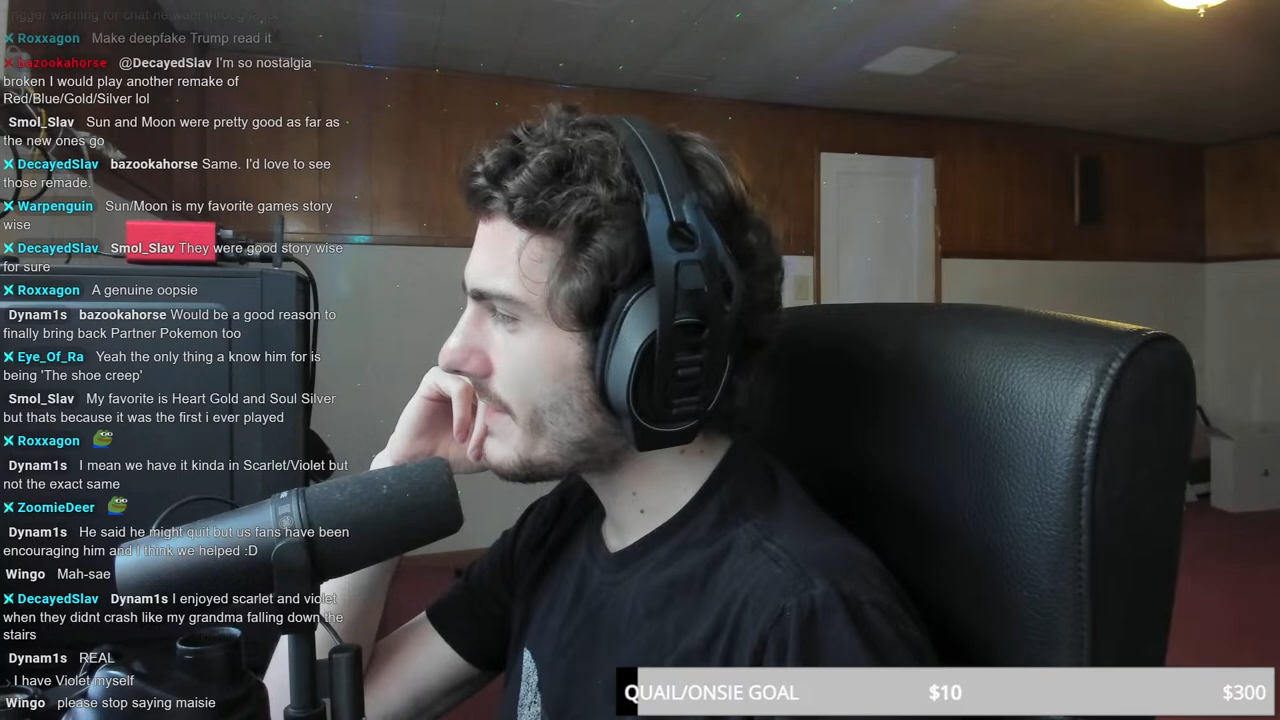 trigger warning for chat
Roxxagon Make deepfake Trump read it
bazookahorse @DecayedSlav I'm so nostalgia
broken I would play another remake of
Red/Blue/Gold/Silver lol
Smol_Slav Sun and Moon were pretty good as far as
the new ones go
DecayedSlav bazookahorse Same. I'd love to see
those remade.
Warpenguin Sun/Moon is my favorite games story
wise
DecayedSlav Smol_Slav They were good story wise
for sure
Roxxagon A genuine oopsie
Dynam1s bazookahorse Would be a good reason to
finally bring back Partner Pokemon too
Eye_Of_Ra Yeah the only thing a know him for is
being 'The shoe creep'
Smol_Slav My favorite is Heart Gold and Soul Silver
but thats because it was the first i ever played
Roxxagon
Dynam1s I mean we have it kinda in Scarlet/Violet but
not the exact same
ZoomieDeer
Dynam1s He said he might quit but us fans have been
encouraging him and I think we helped :D
Wingo Mah-sae
DecayedSlav Dynam1s I enjoyed scarlet and violet
when they didnt crash like my grandma falling down the
stairs
Dynam1s REAL
I have Violet myself
Wingo please stop saying maisie
QUAIL/ONSIE GOAL $10 $300